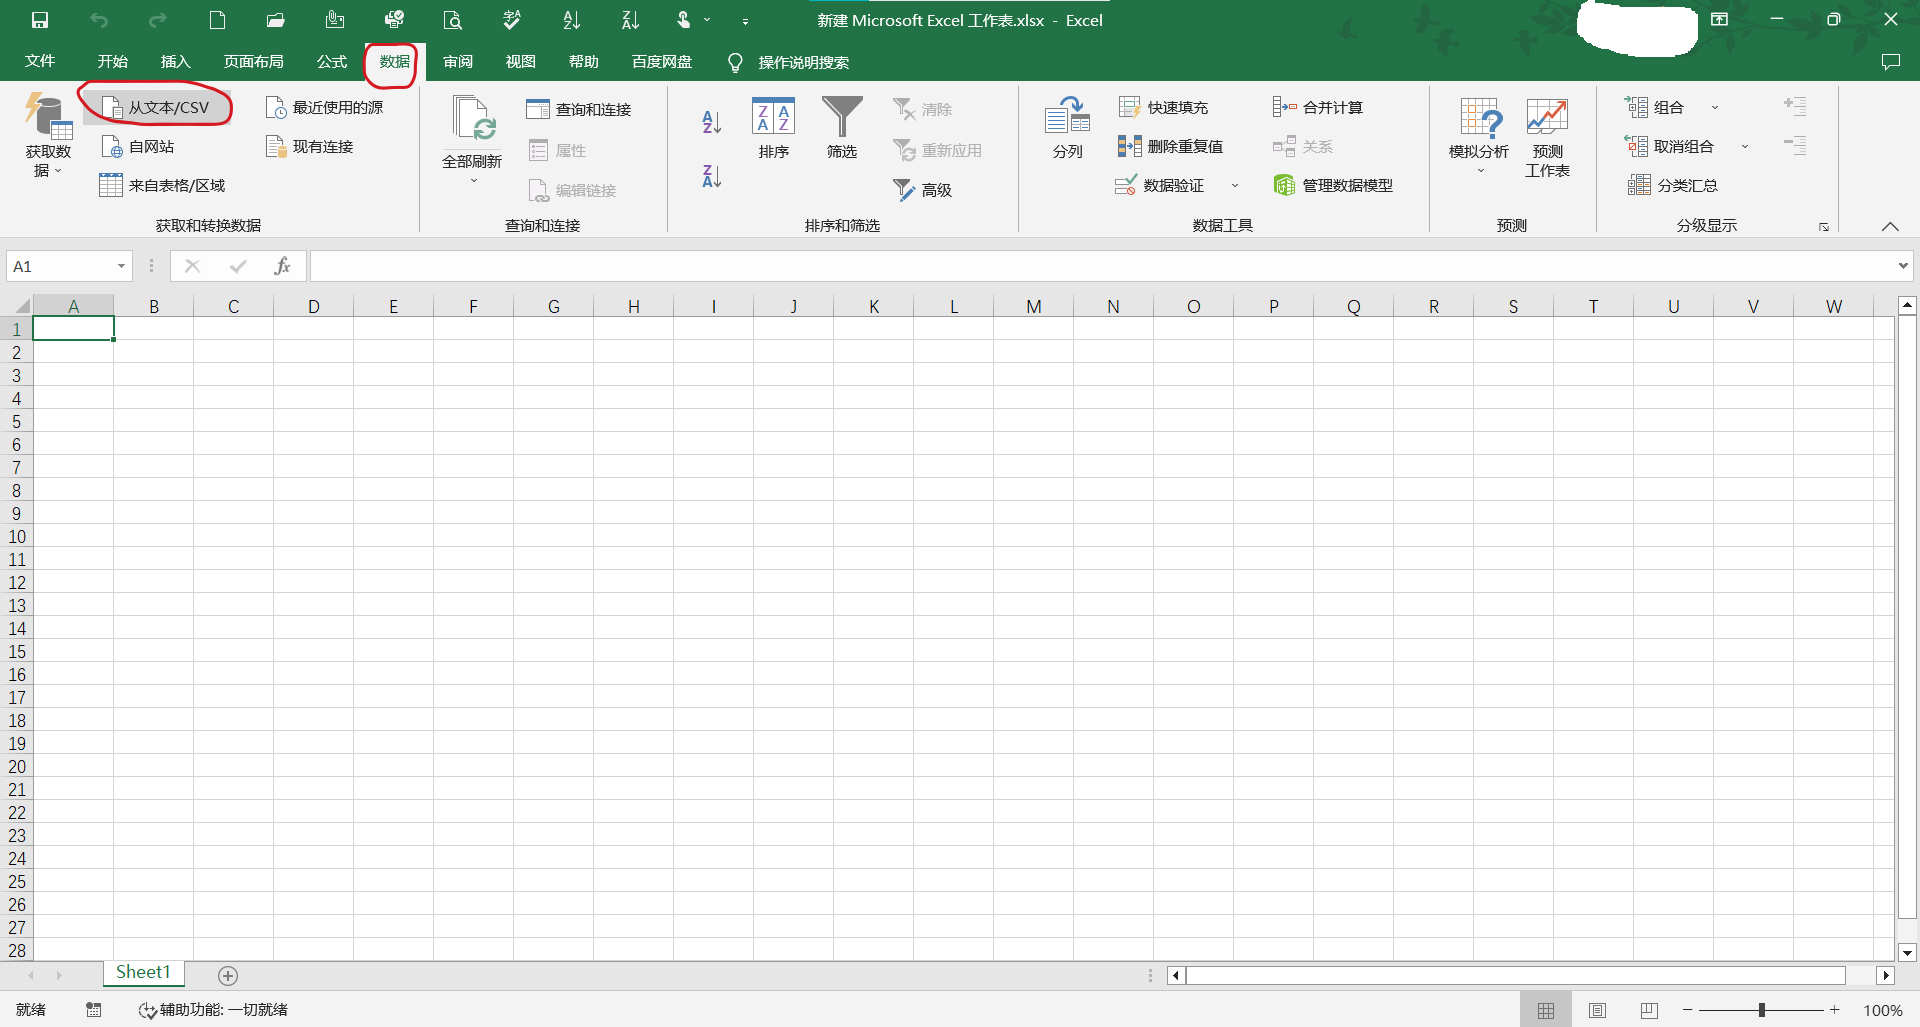 新建 Microsoft Excel 工作表.xlsx - Excel
文件 开始 插入 页面布局 公式 数据 审阅 视图 帮助 百度网盘 操作说明搜索
获取数据
从文本/CSV
自网站
来自表格/区域
最近使用的源
现有连接
获取和转换数据
全部刷新
查询和连接
属性
编辑链接
查询和连接
排序
筛选
清除
重新应用
高级
排序和筛选
分列
快速填充
删除重复值
数据验证
合并计算
关系
管理数据模型
数据工具
模拟分析
预测
工作表
预测
组合
取消组合
分类汇总
分级显示
A1
fx
A B C D E F G H I J K L M N O P Q R S T U V W
1
2
3
4
5
6
7
8
9
10
11
12
13
14
15
16
17
18
19
20
21
22
23
24
25
26
27
28
Sheet1
就绪 辅助功能: 一切就绪 100%